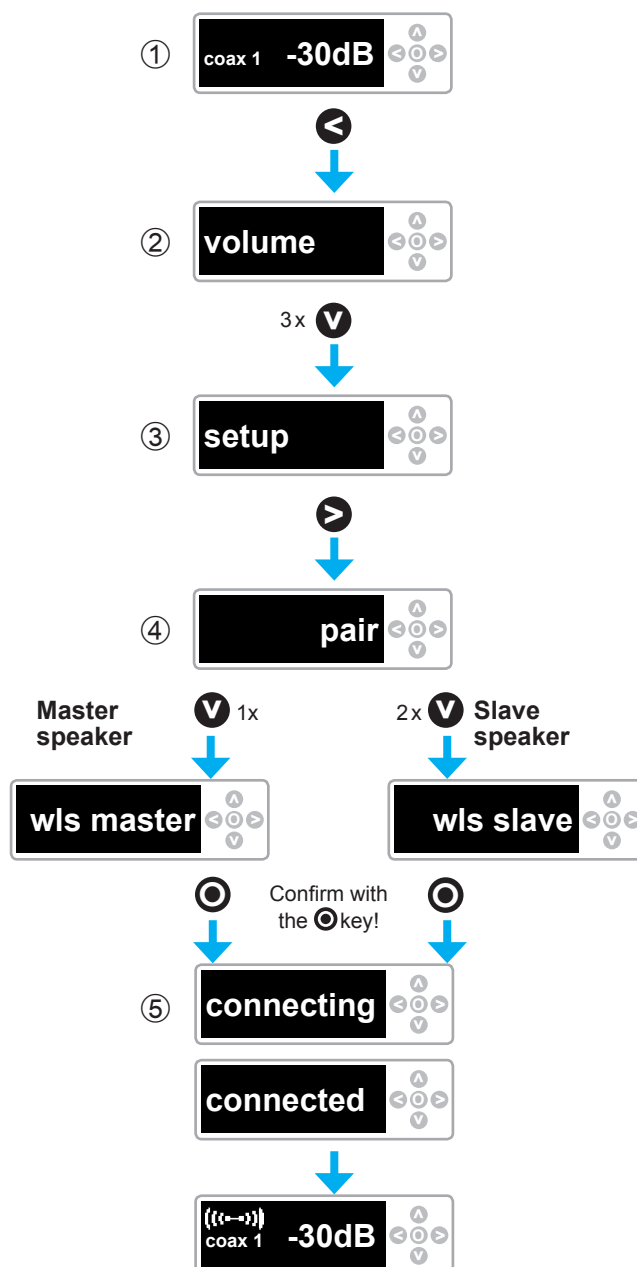 ① coax 1 -30dB
② volume
3 x
③ setup
④ pair
Master speaker
1x
2 x
Slave speaker
wls master
wls slave
Confirm with
the key!
⑤ connecting
connected
coax 1 -30dB